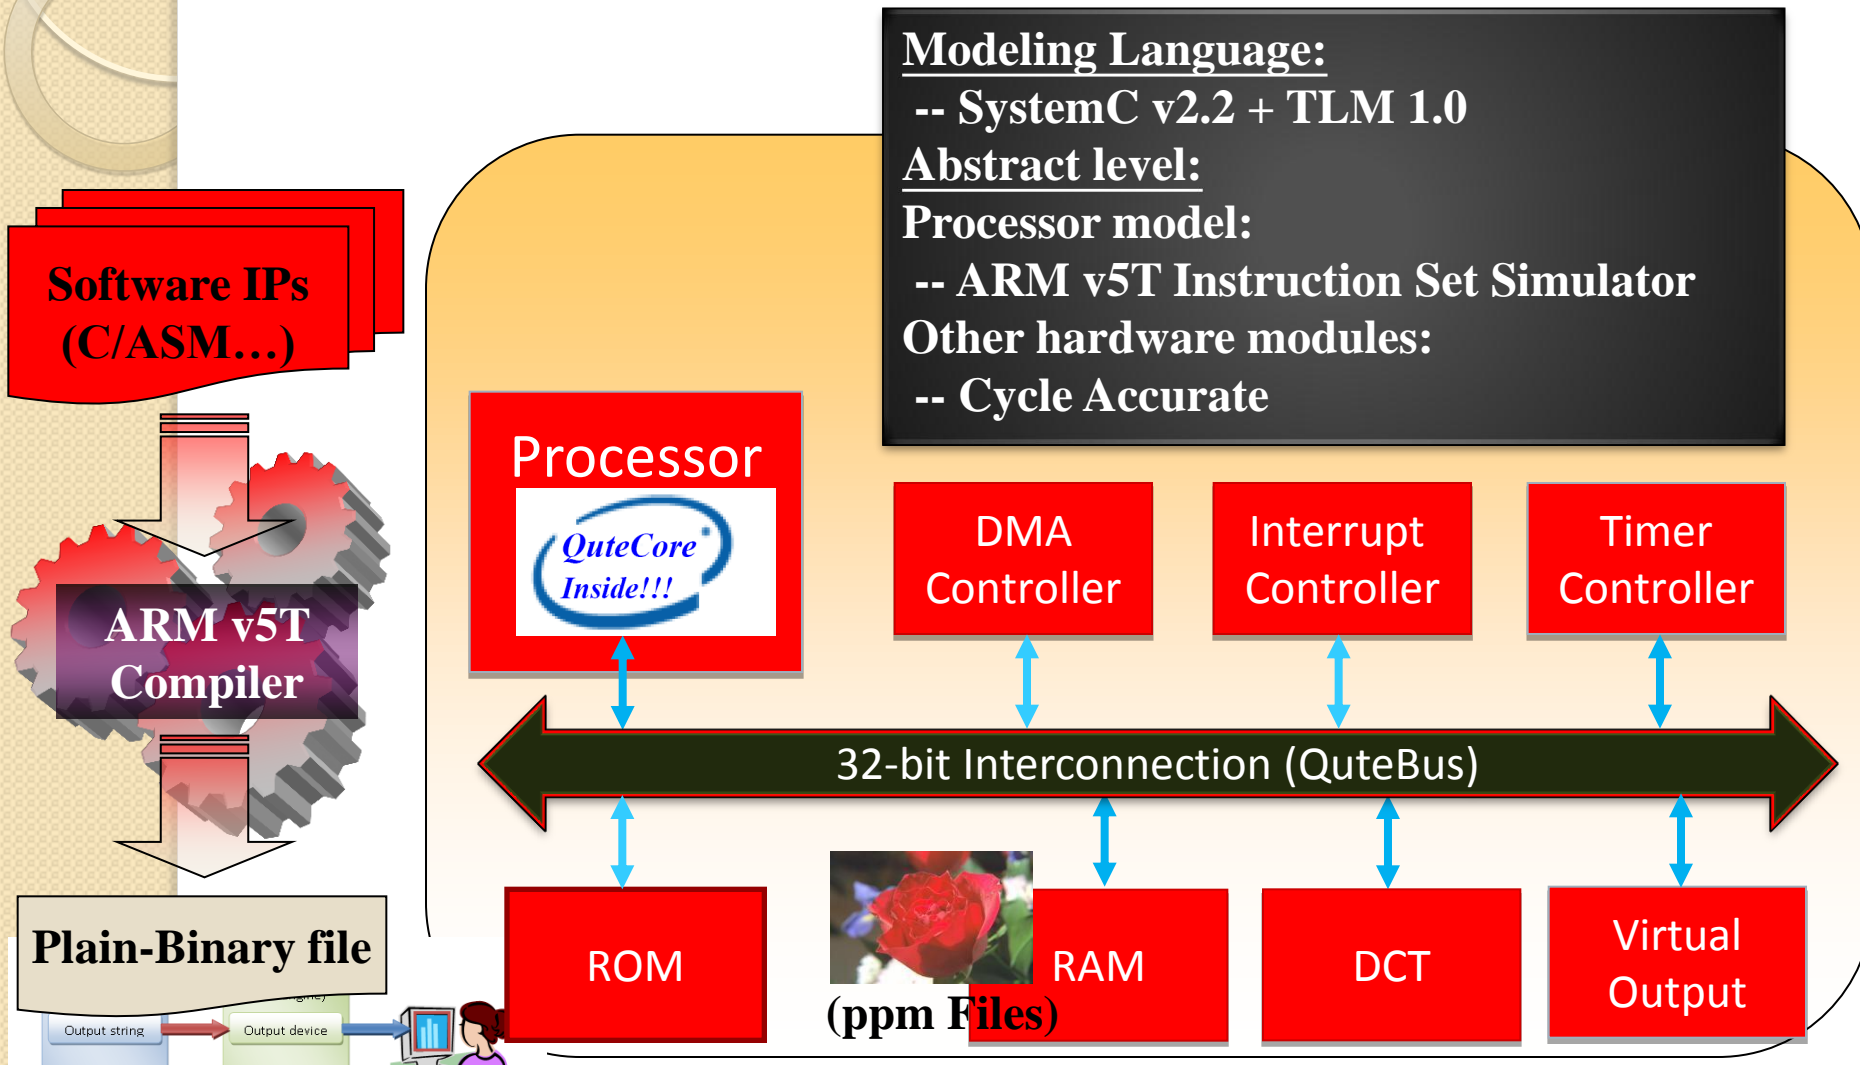 Modeling Language:
-- SystemC v2.2 + TLM 1.0
Abstract level:
Processor model:
-- ARM v5T Instruction Set Simulator
Other hardware modules:
-- Cycle Accurate
Software IPs
(C/ASM…)
ARM v5T
Compiler
Plain-Binary file
Output string
Output device
Processor
QuteCore
Inside!!!
DMA
Controller
Interrupt
Controller
Timer
Controller
32-bit Interconnection (QuteBus)
ROM
(ppm Files)
RAM
DCT
Virtual
Output